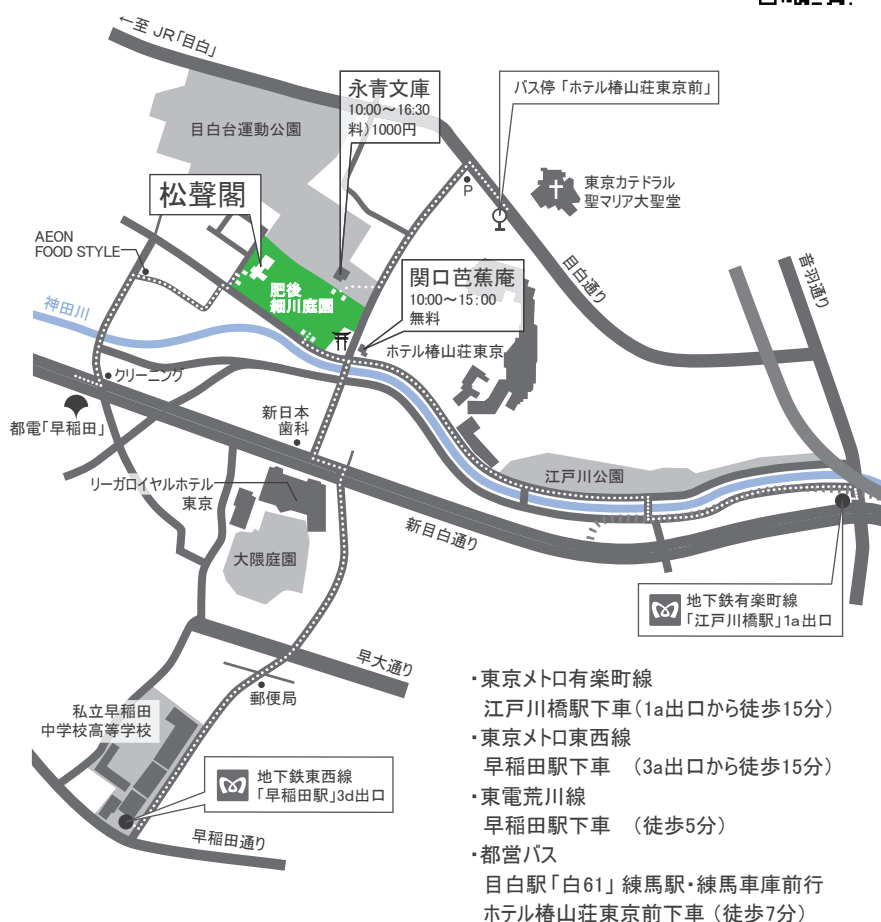 ←至 JR「目白」
永青文庫
10:00～16:30
料)1000円
バス停「ホテル椿山荘東京前」
目白台運動公園
P
東京カテドラル
聖マリア大聖堂
松聲閣
AEON
FOOD STYLE
目白通り
音羽通り
関口芭蕉庵
10:00～15:00
無料
肥後
細川庭園
神田川
ホテル椿山荘東京
クリーニング
都電「早稲田」
新日本
歯科
江戸川公園
リーガロイヤルホテル
東京
新目白通り
大隈庭園
地下鉄有楽町線
「江戸川橋駅」1a出口
早大通り
郵便局
私立早稲田
中学校高等学校
地下鉄東西線
「早稲田駅」3d出口
早稲田通り
・東京メトロ有楽町線
江戸川橋駅下車(1a出口から徒歩15分)
・東京メトロ東西線
早稲田駅下車 (3a出口から徒歩15分)
・東電荒川線
早稲田駅下車 (徒歩5分)
・都営バス
目白駅「白61」練馬駅・練馬車庫前行
ホテル椿山荘東京前下車(徒歩7分)